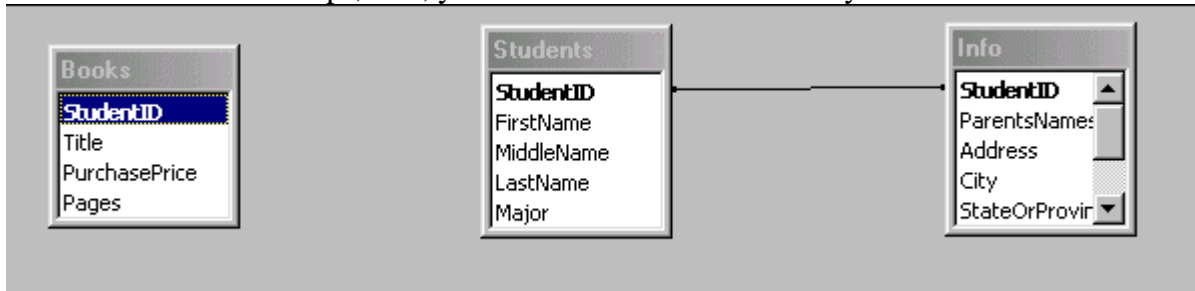 Books
StudentID
Title
PurchasePrice
Pages
Students
StudentID
FirstName
MiddleName
LastName
Major
Info
StudentID
ParentsNames
Address
City
StateOrProvir